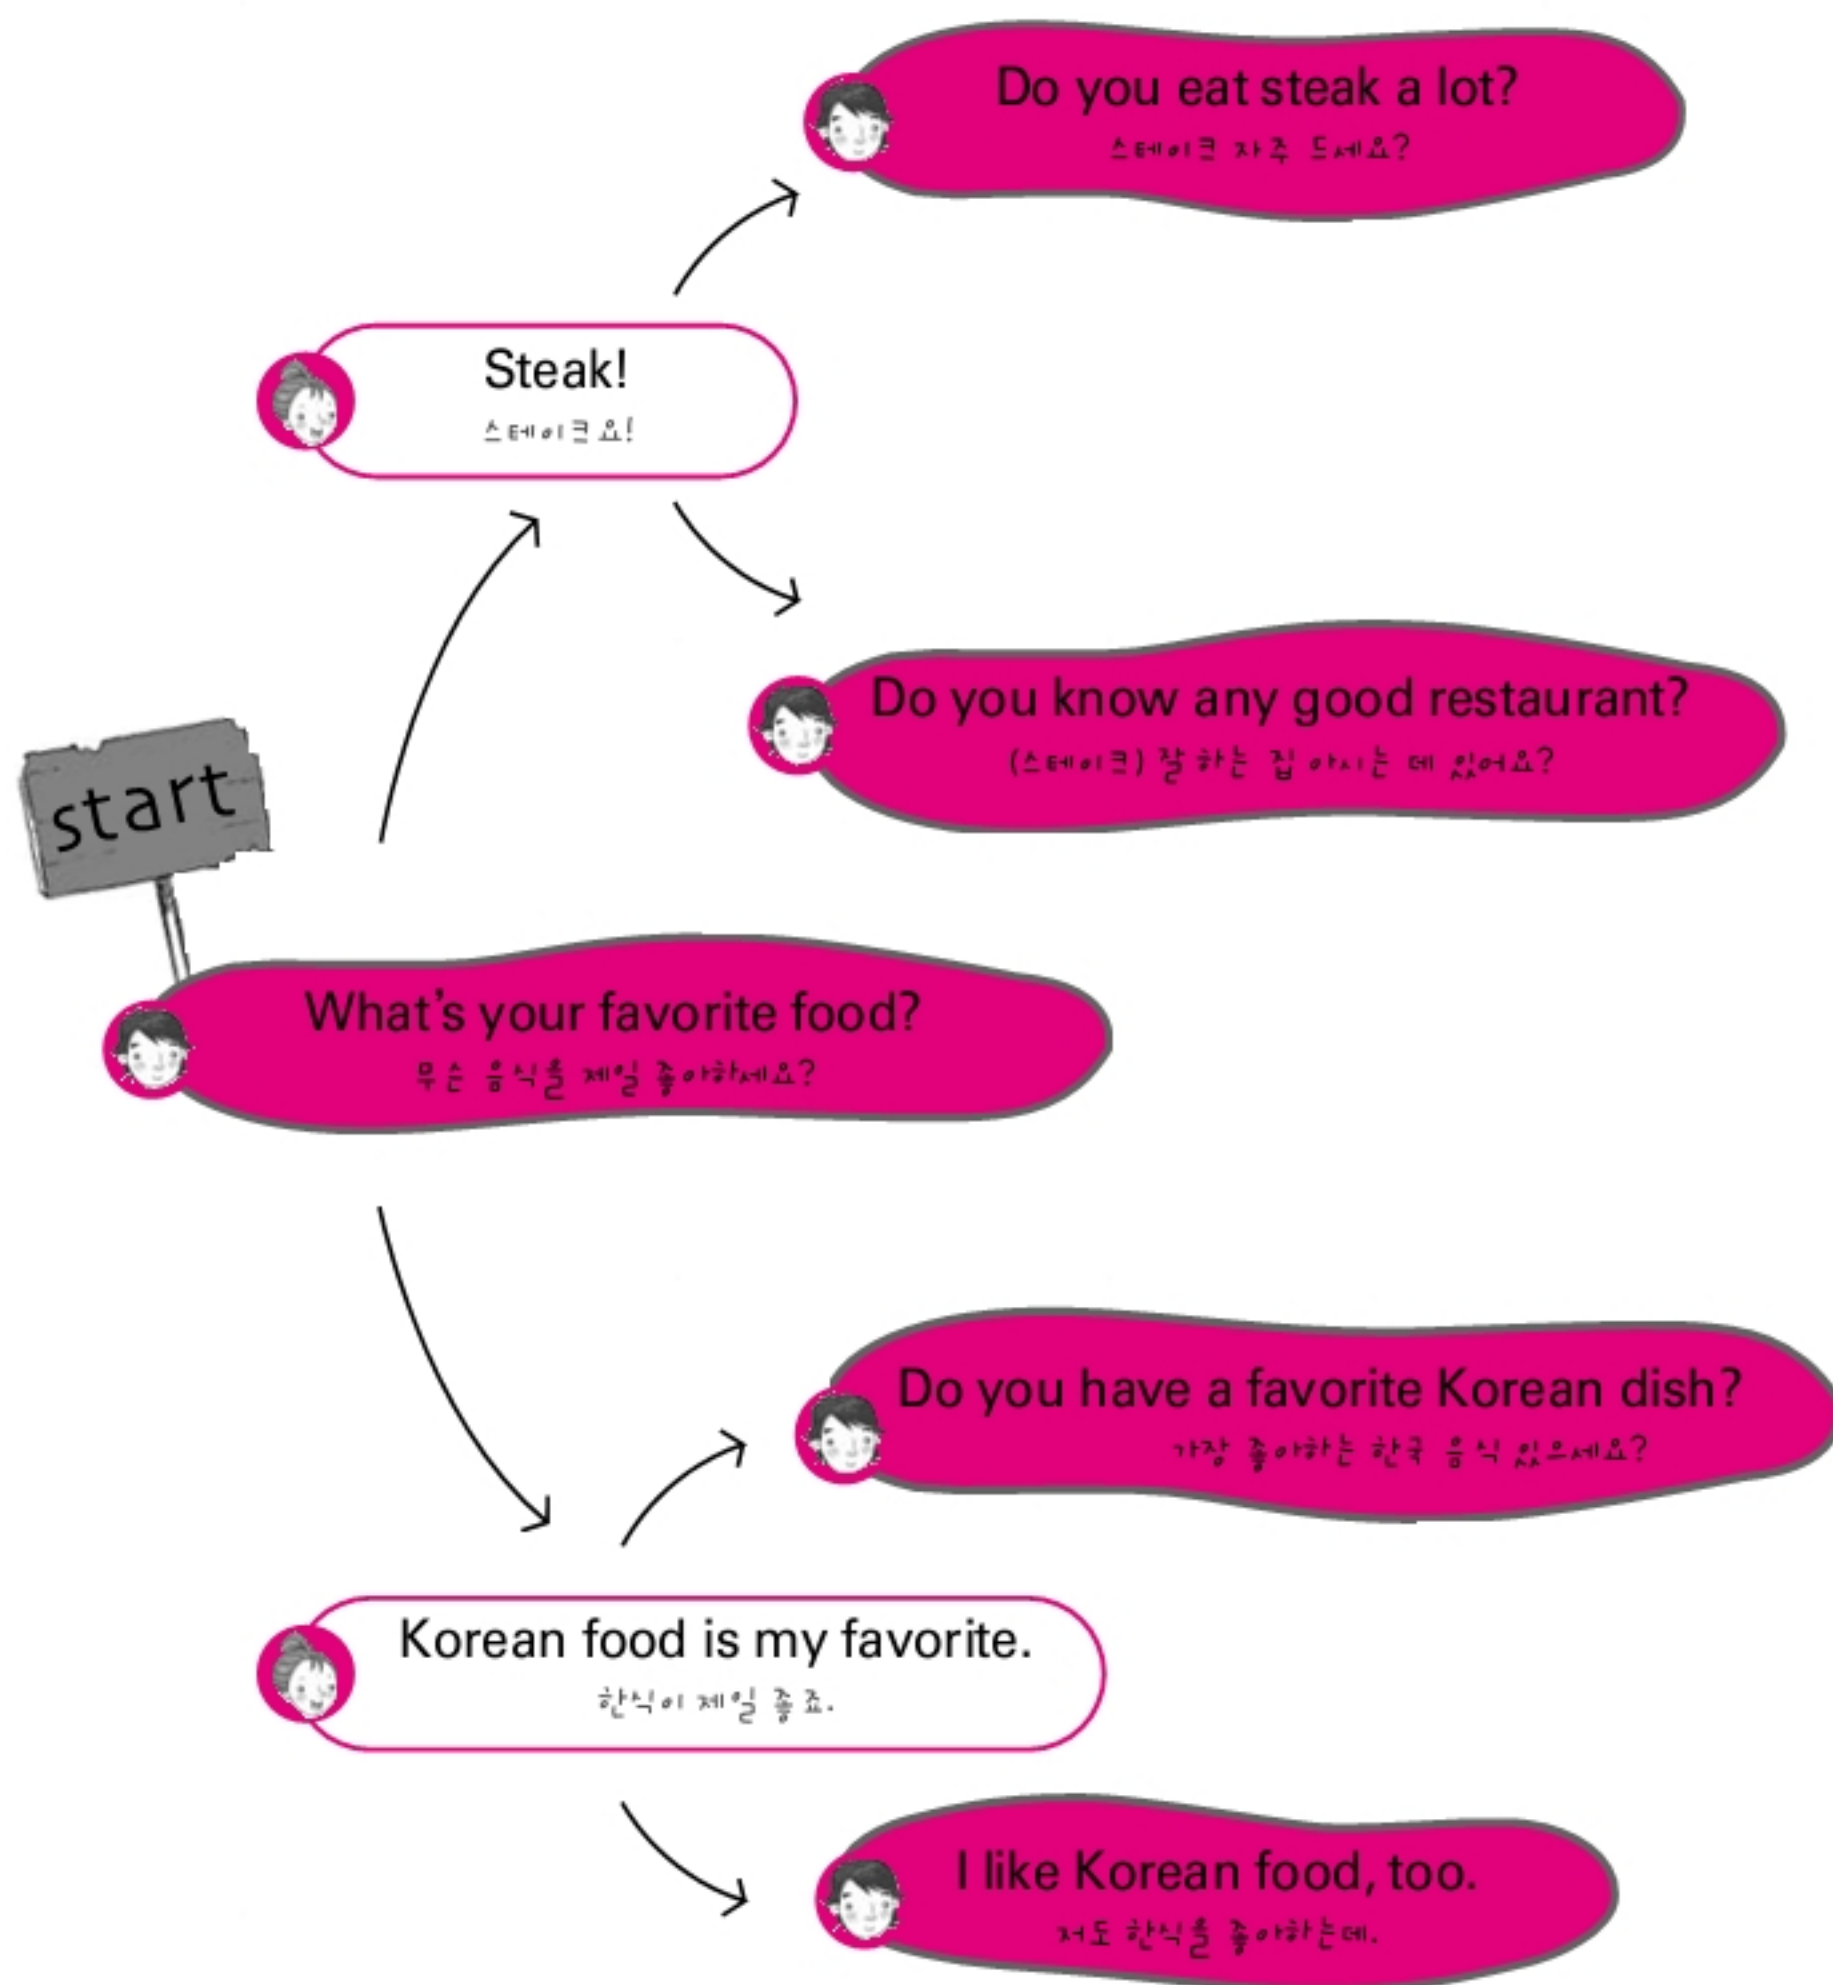 Do you eat steak a lot?
스테이크 자주 드세요?
Steak!
스테이크요!
Do you know any good restaurant?
(스테이크) 잘 하는 집 아시는 데 있어요?
start
What's your favorite food?
무슨 음식을 제일 좋아하세요?
Do you have a favorite Korean dish?
가장 좋아하는 한국 음식 있으세요?
Korean food is my favorite.
한식이 제일 좋죠.
I like Korean food, too.
저도 한식을 좋아하는데.